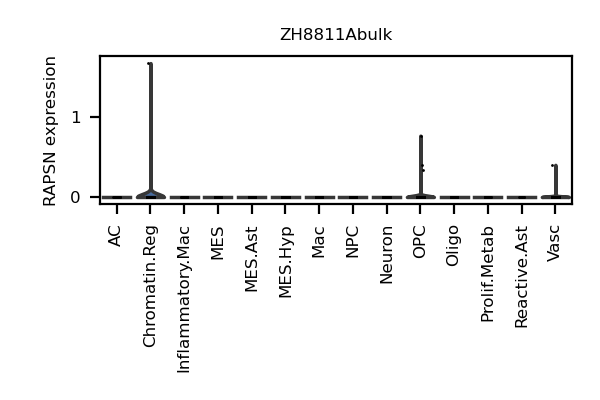 ZH8811Abulk
RAPSN expression
1
0
AC
Chromatin.Reg
Inflammatory.Mac
MES
MES.Ast
MES.Hyp
Mac
NPC
Neuron
OPC
Oligo
Prolif.Metab
Reactive.Ast
Vasc